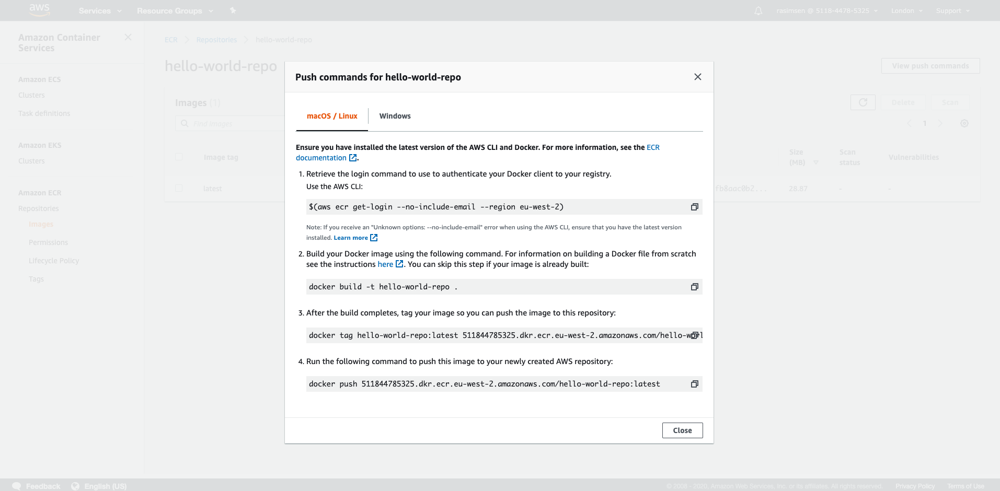 aws
Services
Resource Groups
rasimsen @ 5118-4478-5325
London
Support
Amazon Container
Services
ECR
Repositories
hello-world-repo
hello-world-repo
View push commands
Amazon ECS
Clusters
Task definitions
Amazon EKS
Clusters
Amazon ECR
Repositories
Images
Permissions
Lifecycle Policy
Tags
Images (1)
Delete
Scan
Find images
1
Image tag
Size
(MB)
Scan
status
Vulnerabilities
latest
fb8aac0b2...
28.87
-
-
Push commands for hello-world-repo
macOS / Linux
Windows
Ensure you have installed the latest version of the AWS CLI and Docker. For more information, see the ECR
documentation .
1. Retrieve the login command to use to authenticate your Docker client to your registry.
Use the AWS CLI:
$(aws ecr get-login --no-include-email --region eu-west-2)
Note: If you receive an "Unknown options: --no-include-email" error when using the AWS CLI, ensure that you have the latest version
installed. Learn more
2. Build your Docker image using the following command. For information on building a Docker file from scratch
see the instructions here . You can skip this step if your image is already built:
docker build -t hello-world-repo .
3. After the build completes, tag your image so you can push the image to this repository:
docker tag hello-world-repo:latest 511844785325.dkr.ecr.eu-west-2.amazonaws.com/hello-worl
4. Run the following command to push this image to your newly created AWS repository:
docker push 511844785325.dkr.ecr.eu-west-2.amazonaws.com/hello-world-repo:latest
Close
Feedback
English (US)
© 2008 - 2020, Amazon Web Services, Inc. or its affiliates. All rights reserved.
Privacy Policy
Terms of Use